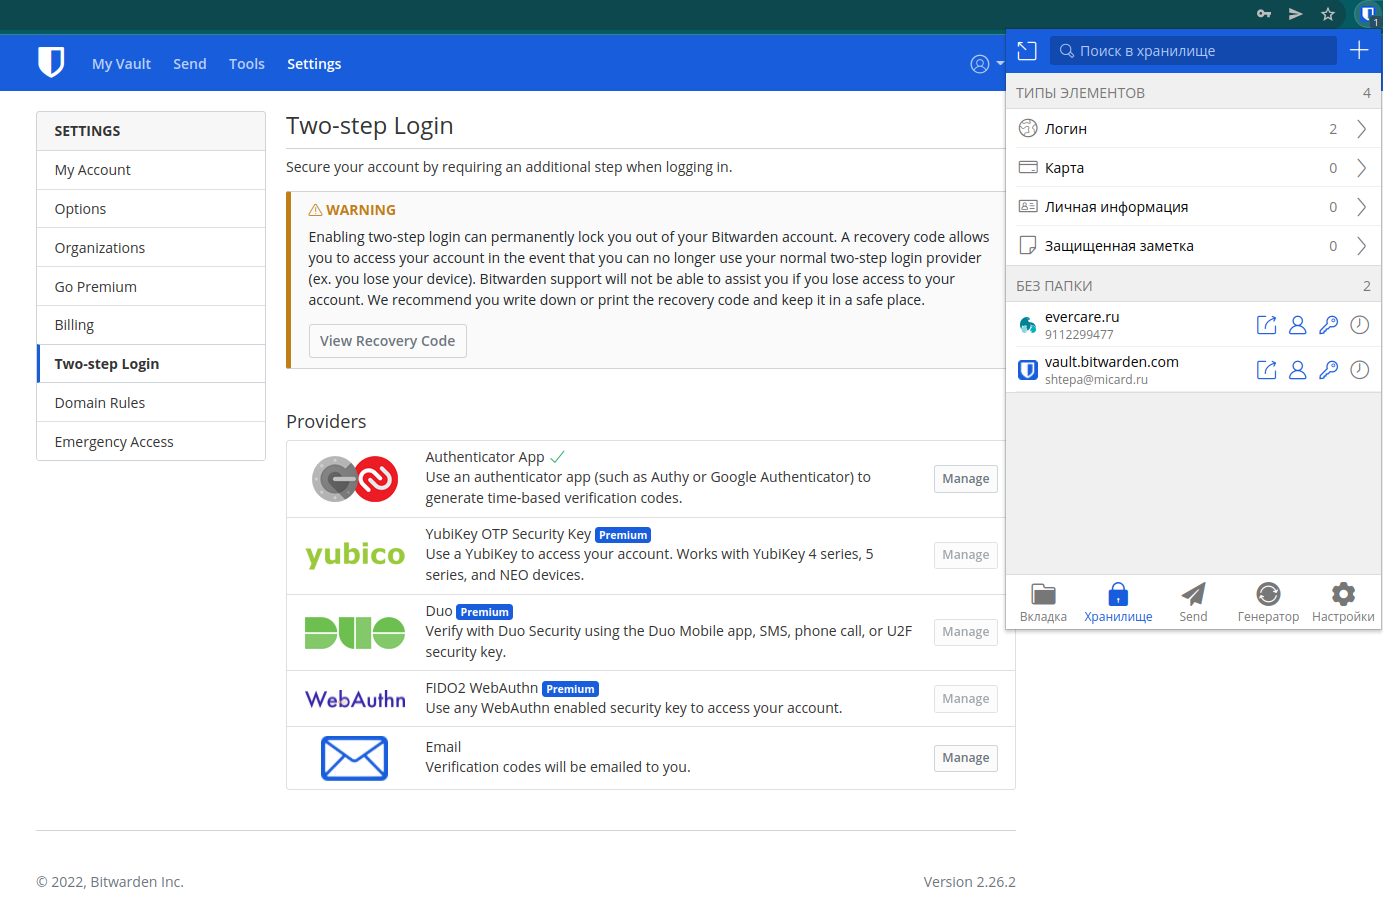 1
My Vault
Send
Tools
Settings
SETTINGS
My Account
Options
Organizations
Go Premium
Billing
Two-step Login
Domain Rules
Emergency Access
Two-step Login
Secure your account by requiring an additional step when logging in.
WARNING
Enabling two-step login can permanently lock you out of your Bitwarden account. A recovery code allows
you to access your account in the event that you can no longer use your normal two-step login provider
(ex. you lose your device). Bitwarden support will not be able to assist you if you lose access to your
account. We recommend you write down or print the recovery code and keep it in a safe place.
View Recovery Code
Providers
Authenticator App
Use an authenticator app (such as Authy or Google Authenticator) to
generate time-based verification codes.
Manage
yubico
YubiKey OTP Security Key Premium
Use a YubiKey to access your account. Works with YubiKey 4 series, 5
series, and NEO devices.
Manage
DUO
Duo Premium
Verify with Duo Security using the Duo Mobile app, SMS, phone call, or U2F
security key.
Manage
WebAuthn
FIDO2 WebAuthn Premium
Use any WebAuthn enabled security key to access your account.
Manage
Email
Verification codes will be emailed to you.
Manage
© 2022, Bitwarden Inc.
Version 2.26.2
Поиск в хранилище
ТИПЫ ЭЛЕМЕНТОВ 4
Логин 2
Карта 0
Личная информация 0
Защищенная заметка 0
БЕЗ ПАПКИ 2
evercare.ru
9112299477
vault.bitwarden.com
shtepa@micard.ru
Вкладка
Хранилище
Send
Генератор
Настройки